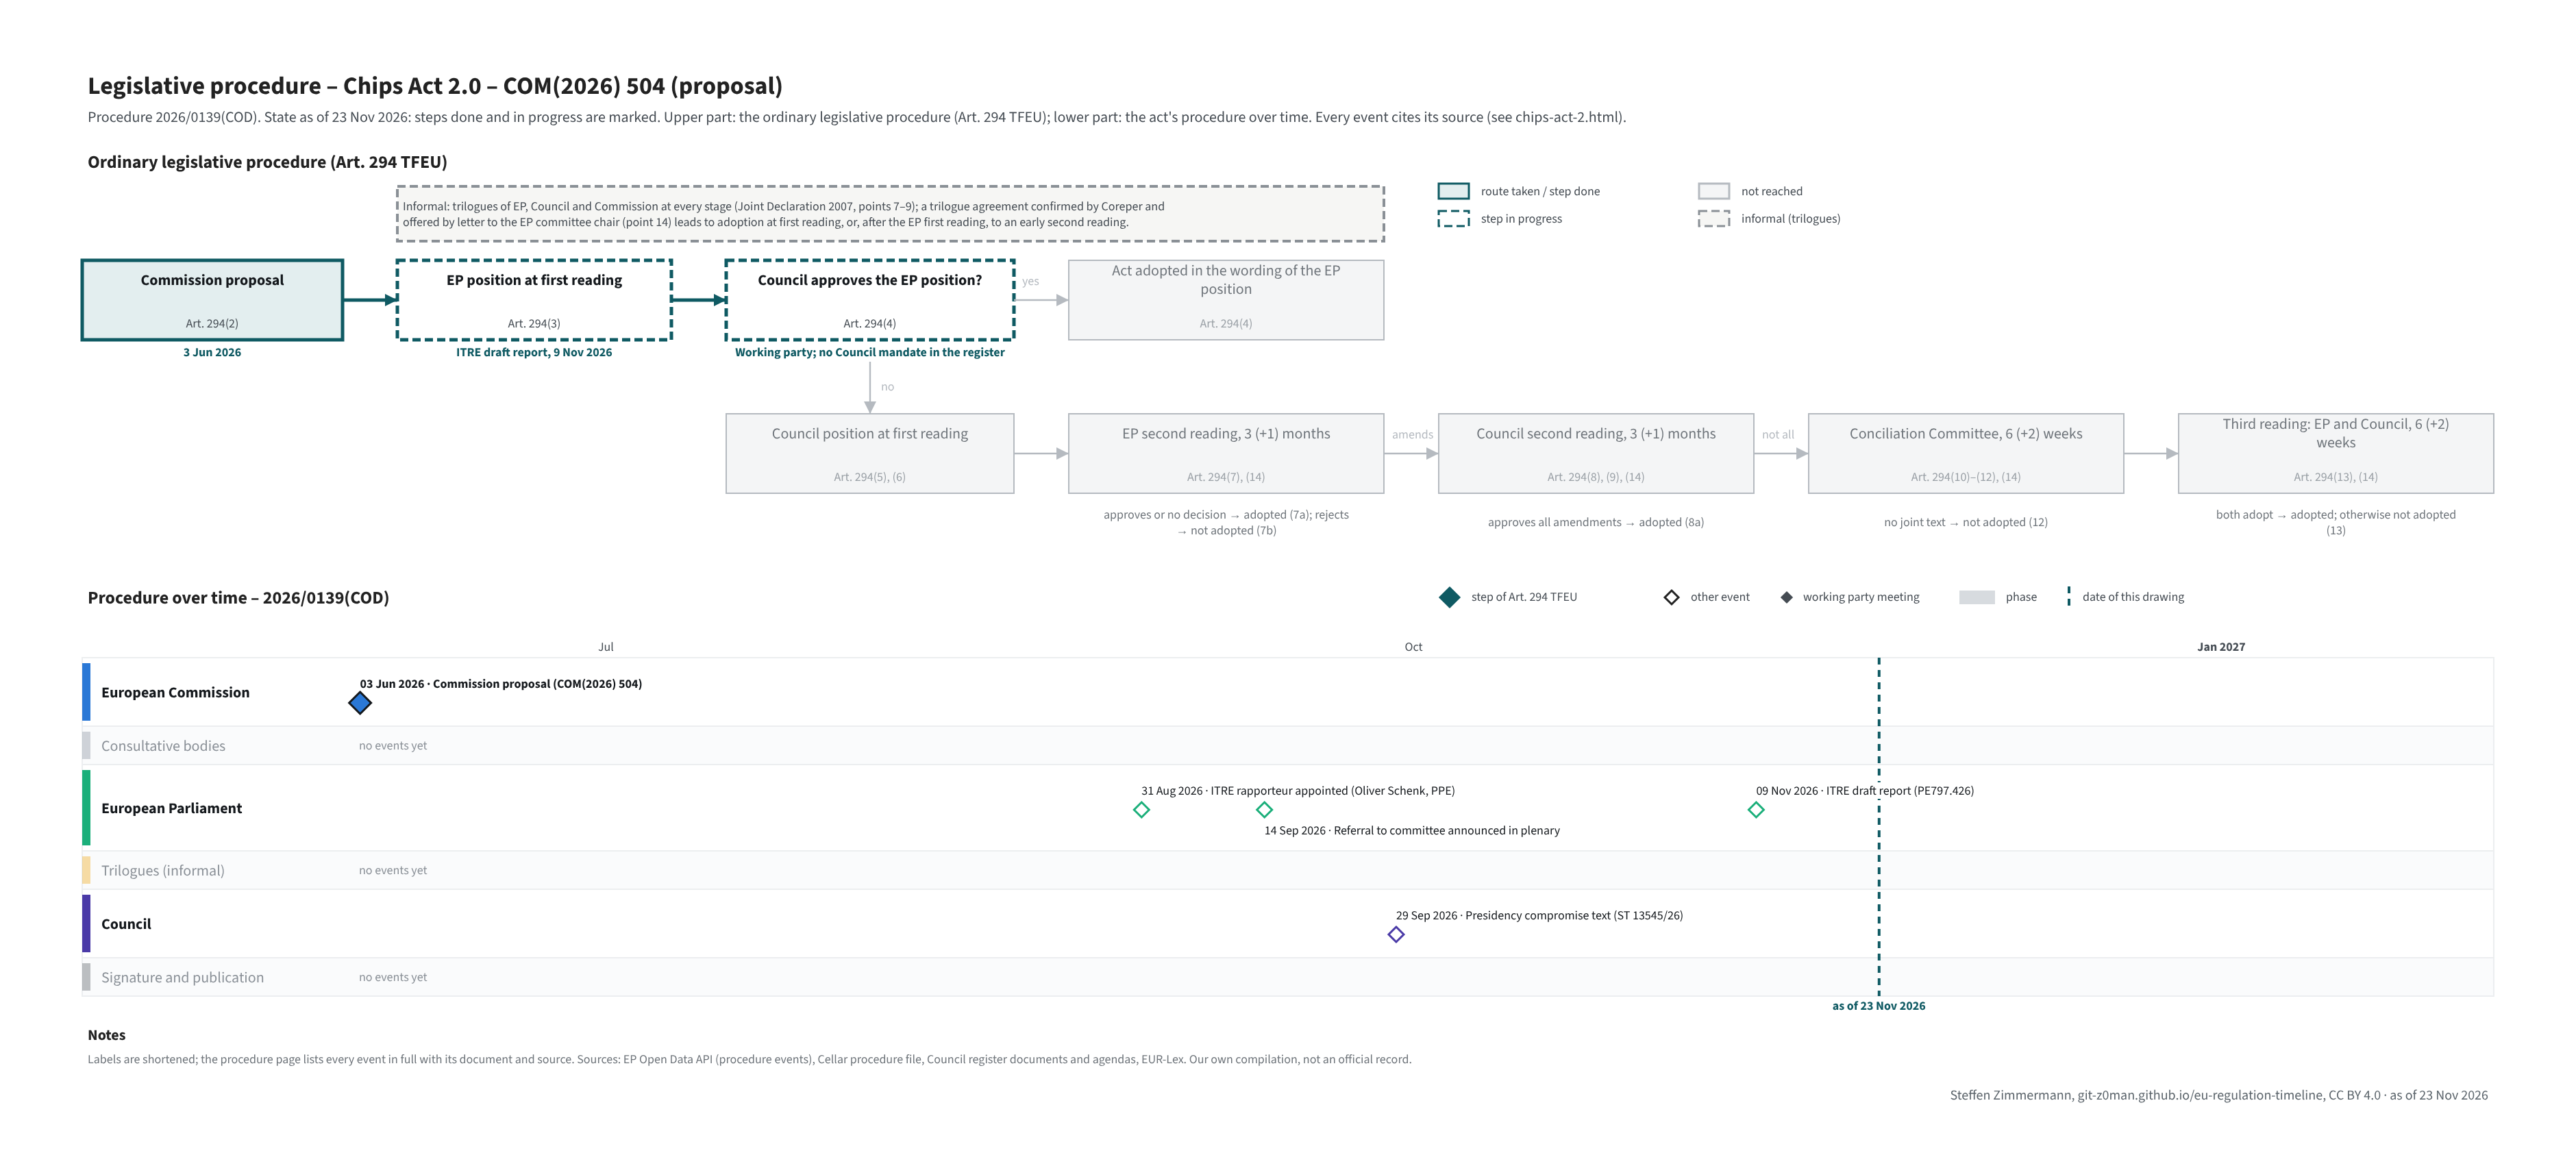 Legislative procedure – Chips Act 2.0 – COM(2026) 504 (proposal)
Procedure 2026/0139(COD). State as of 23 Nov 2026: steps done and in progress are marked. Upper part: the ordinary legislative procedure (Art. 294 TFEU); lower part: the act's procedure over time. Every event cites its source (see chips-act-2.html).
Ordinary legislative procedure (Art. 294 TFEU)
Informal: trilogues of EP, Council and Commission at every stage (Joint Declaration 2007, points 7–9); a trilogue agreement confirmed by Coreper and
offered by letter to the EP committee chair (point 14) leads to adoption at first reading, or, after the EP first reading, to an early second reading.
route taken / step done
not reached
step in progress
informal (trilogues)
Commission proposal
Art. 294(2)
3 Jun 2026
EP position at first reading
Art. 294(3)
ITRE draft report, 9 Nov 2026
Council approves the EP position?
Art. 294(4)
Working party; no Council mandate in the register
yes
Act adopted in the wording of the EP
position
Art. 294(4)
no
Council position at first reading
Art. 294(5), (6)
EP second reading, 3 (+1) months
Art. 294(7), (14)
approves or no decision → adopted (7a); rejects
→ not adopted (7b)
amends
Council second reading, 3 (+1) months
Art. 294(8), (9), (14)
approves all amendments → adopted (8a)
not all
Conciliation Committee, 6 (+2) weeks
Art. 294(10)–(12), (14)
no joint text → not adopted (12)
Third reading: EP and Council, 6 (+2)
weeks
Art. 294(13), (14)
both adopt → adopted; otherwise not adopted
(13)
Procedure over time – 2026/0139(COD)
step of Art. 294 TFEU
other event
working party meeting
phase
date of this drawing
Jul
Oct
Jan 2027
European Commission
03 Jun 2026 · Commission proposal (COM(2026) 504)
Consultative bodies
no events yet
European Parliament
31 Aug 2026 · ITRE rapporteur appointed (Oliver Schenk, PPE)
09 Nov 2026 · ITRE draft report (PE797.426)
14 Sep 2026 · Referral to committee announced in plenary
Trilogues (informal)
no events yet
Council
29 Sep 2026 · Presidency compromise text (ST 13545/26)
Signature and publication
no events yet
as of 23 Nov 2026
Notes
Labels are shortened; the procedure page lists every event in full with its document and source. Sources: EP Open Data API (procedure events), Cellar procedure file, Council register documents and agendas, EUR-Lex. Our own compilation, not an official record.
Steffen Zimmermann, git-z0man.github.io/eu-regulation-timeline, CC BY 4.0 · as of 23 Nov 2026